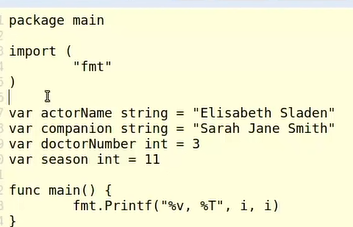 package main
import (
"fmt"
)
var actorName string = "Elisabeth Sladen"
var companion string = "Sarah Jane Smith"
var doctorNumber int = 3
var season int = 11
func main() {
fmt.Printf("%v, %T", i, i)
}